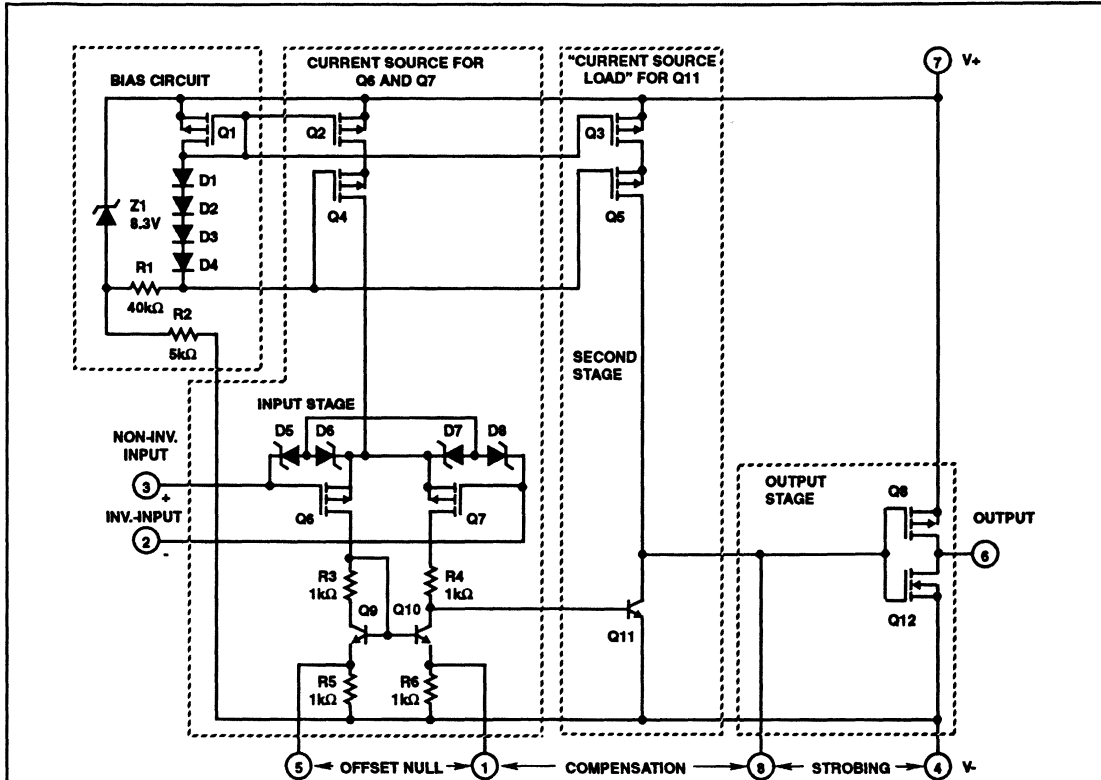 CURRENT SOURCE FOR
Q6 AND Q7
"CURRENT SOURCE
LOAD" FOR Q11
7
V+
BIAS CIRCUIT
Q1
Q2
Q3
D1
D2
D3
D4
Z1
8.3V
Q4
Q5
R1
40kΩ
R2
5kΩ
SECOND
STAGE
INPUT STAGE
D5
D6
D7
D8
NON-INV.
INPUT
3
+
Q6
Q7
INV.-INPUT
2
-
OUTPUT
STAGE
Q8
OUTPUT
6
R3
1kΩ
R4
1kΩ
Q9
Q10
Q11
Q12
R5
1kΩ
R6
1kΩ
5
OFFSET NULL
1
COMPENSATION
8
STROBING
4
V-